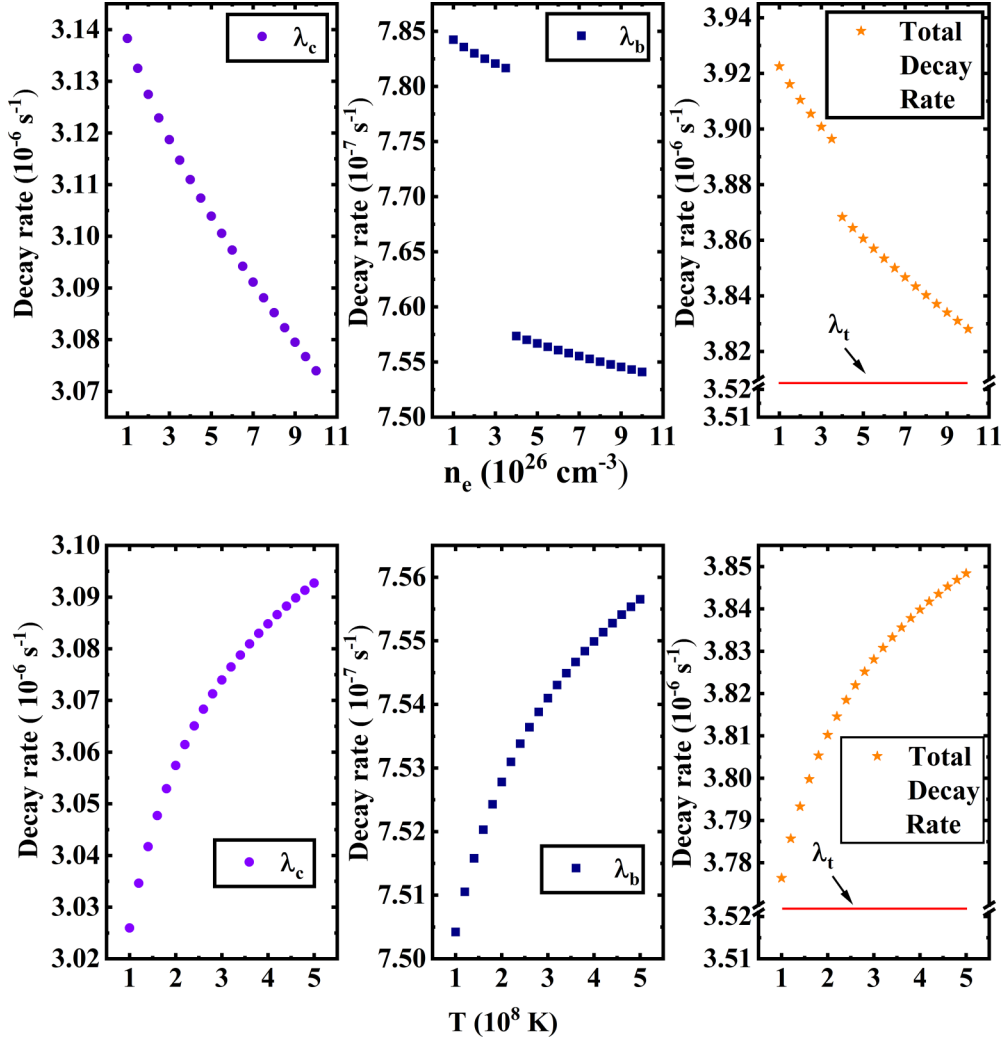 3.14
3.13
3.12
3.11
3.10
3.09
3.08
3.07
Decay rate (10⁻⁶ s⁻¹)
λc
1 3 5 7 9 11
7.85
7.80
7.75
7.70
7.65
7.60
7.55
7.50
Decay rate (10⁻⁷ s⁻¹)
λb
1 3 5 7 9 11
3.94
3.92
3.90
3.88
3.86
3.84
3.82
3.52
3.51
Decay rate (10⁻⁶ s⁻¹)
Total
Decay
Rate
λt
1 3 5 7 9 11
nₑ (10²⁶ cm⁻³)
3.10
3.09
3.08
3.07
3.06
3.05
3.04
3.03
3.02
Decay rate ( 10⁻⁶ s⁻¹)
λc
1 2 3 4 5
7.56
7.55
7.54
7.53
7.52
7.51
7.50
Decay rate ( 10⁻⁷ s⁻¹)
λb
1 2 3 4 5
3.85
3.84
3.83
3.82
3.81
3.80
3.79
3.78
3.52
3.51
Decay rate (10⁻⁶ s⁻¹)
Total
Decay
Rate
λt
1 2 3 4 5
T (10⁸ K)